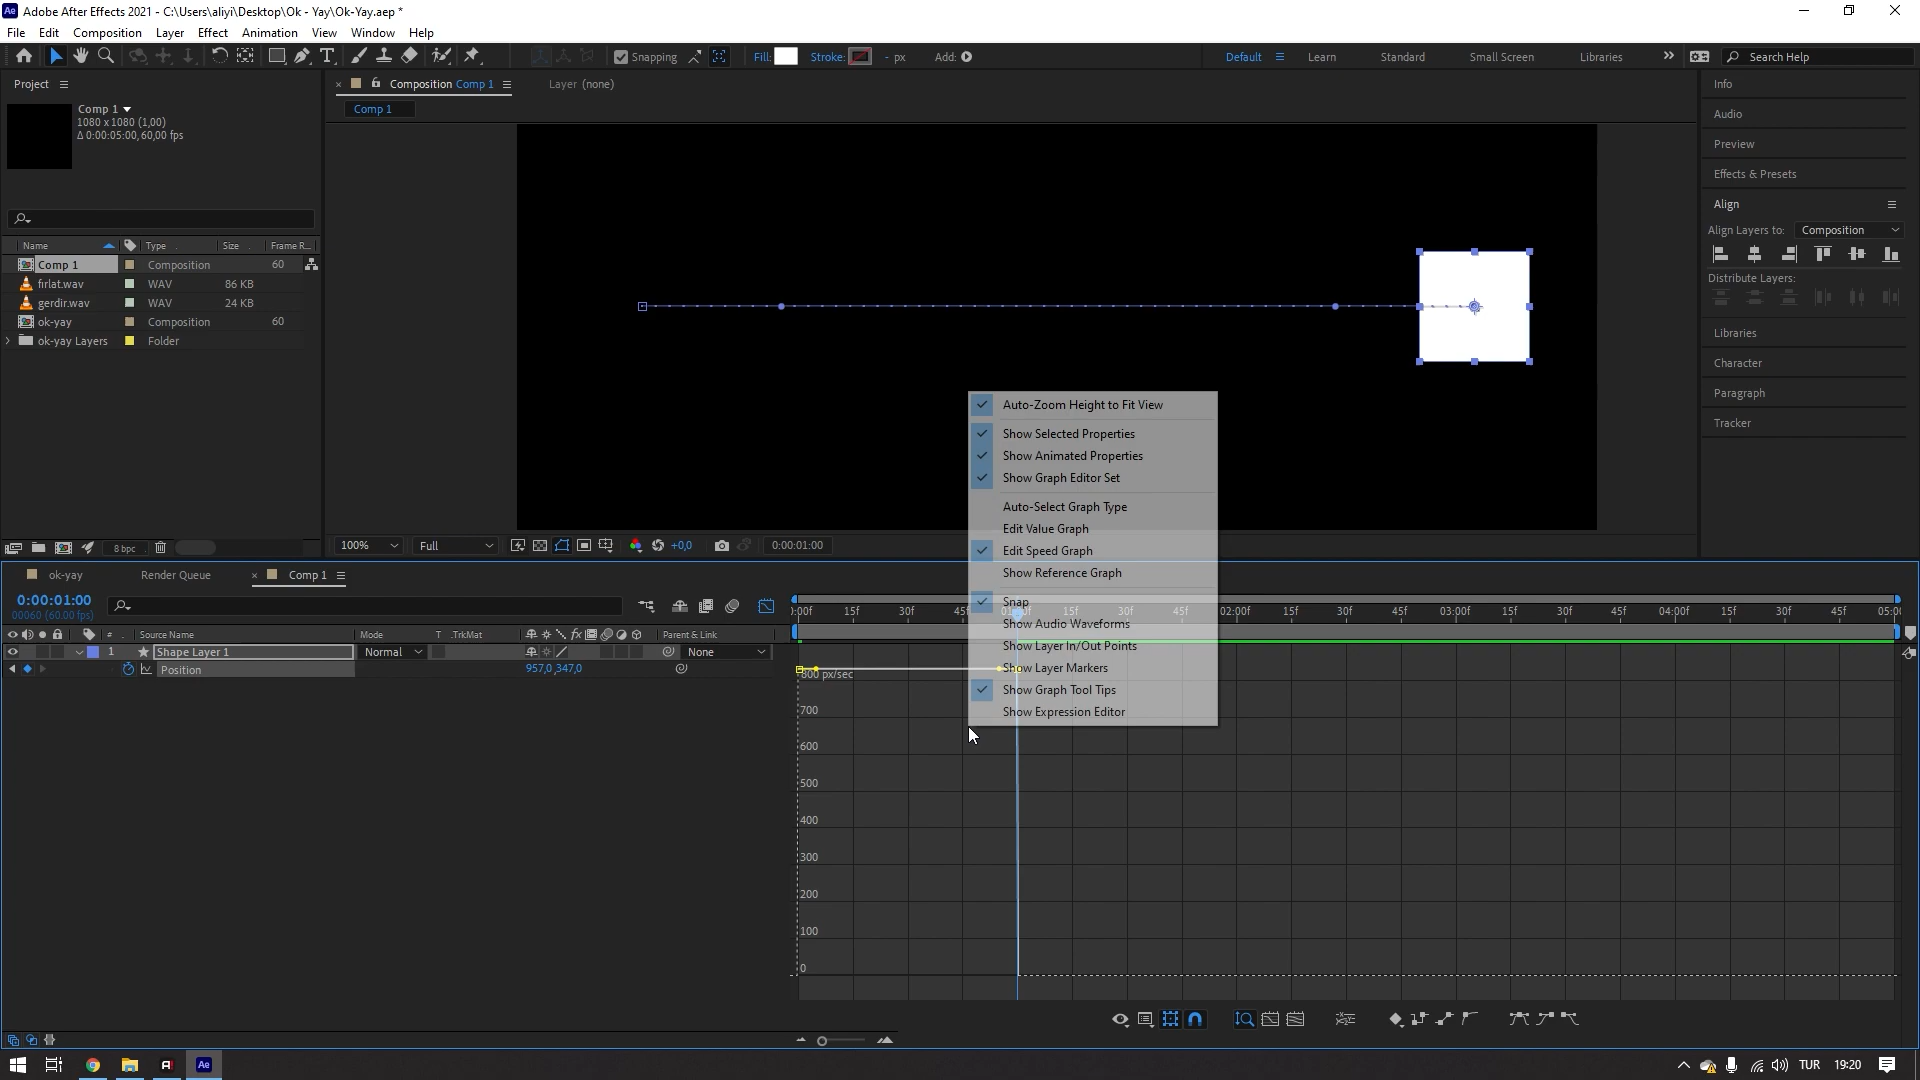 Adobe After Effects 2021 - C:\Users\aliyi\Desktop\Ok - Yay\Ok-Yay.aep *
File Edit Composition Layer Effect Animation View Window Help
Snapping Fill: Stroke: - px Add: Default Learn Standard Small Screen Libraries Search Help
Project
Comp 1
1080 x 1080 (1,00)
Δ 0:00:05:00, 60,00 fps
Name Type Size Frame R...
Comp 1 Composition 60
fırlat.wav WAV 86 KB
gerdir.wav WAV 24 KB
ok-yay Composition 60
ok-yay Layers Folder
8 bpc
Composition Comp 1 Layer (none)
Comp 1
100% Full +0,0 0:00:01:00
Info
Audio
Preview
Effects & Presets
Align
Align Layers to: Composition
Distribute Layers:
Libraries
Character
Paragraph
Tracker
Auto-Zoom Height to Fit View
Show Selected Properties
Show Animated Properties
Show Graph Editor Set
Auto-Select Graph Type
Edit Value Graph
Edit Speed Graph
Show Reference Graph
Snap
Show Audio Waveforms
Show Layer In/Out Points
Show Layer Markers
Show Graph Tool Tips
Show Expression Editor
ok-yay Render Queue Comp 1
0:00:01:00
00060 (60.00 fps)
# Source Name Mode T .TrkMat Parent & Link
1 Shape Layer 1 Normal None
Position 957,0,347,0
):00f 15f 30f 45f 15f 30f 45f 02:00f 15f 30f 45f 03:00f 15f 30f 45f 04:00f 15f 30f 45f 05:00
800 px/sec
700
600
500
400
300
200
100
0
TUR 19:20